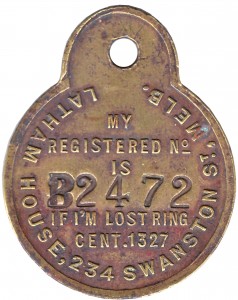 LATHAM HOUSE, 234 SWANSTON ST, MELB.
MY
REGISTERED No
IS
B2472
IF I'M LOST RING
CENT. 1327